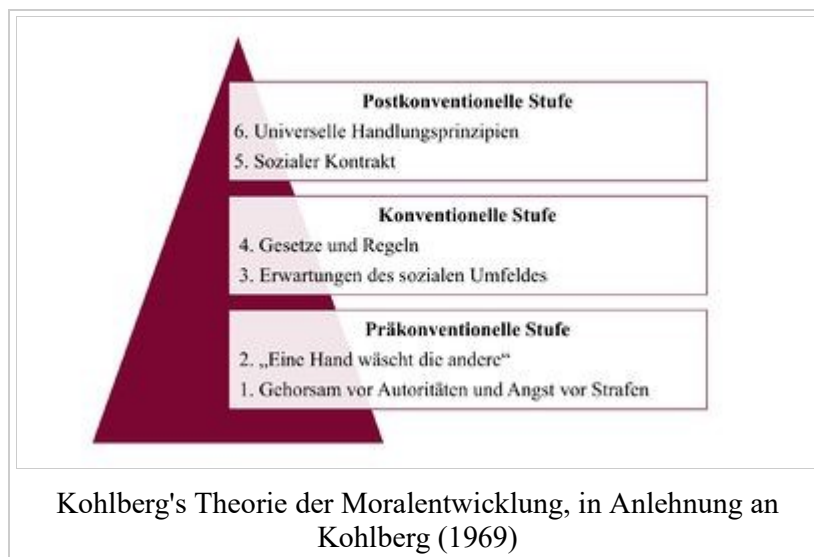 Postkonventionelle Stufe
6. Universelle Handlungsprinzipien
5. Sozialer Kontrakt
Konventionelle Stufe
4. Gesetze und Regeln
3. Erwartungen des sozialen Umfeldes
Präkonventionelle Stufe
2. „Eine Hand wäscht die andere“
1. Gehorsam vor Autoritäten und Angst vor Strafen
Kohlberg's Theorie der Moralentwicklung, in Anlehnung an
Kohlberg (1969)